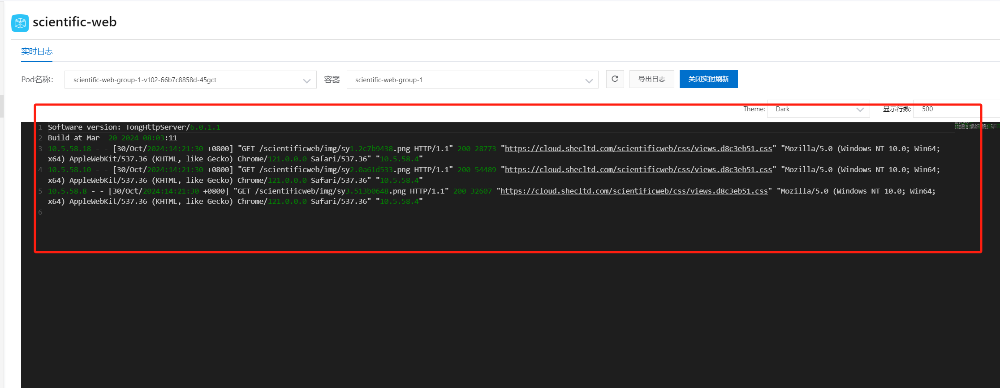 scientific-web
实时日志
Pod名称: scientific-web-group-1-v102-66b7c8858d-45gct 容器 scientific-web-group-1 导出日志 关闭实时刷新
Theme: Dark 显示行数: 500
1 Software version: TongHttpServer/6.0.1.1
2 Build at Mar  20 2024 08:03:11
3 10.5.58.18 - - [30/Oct/2024:14:21:30 +0800] "GET /scientificweb/img/sy1.2c7b9438.png HTTP/1.1" 200 28773 "https://cloud.shecltd.com/scientificweb/css/views.d8c3eb51.css" "Mozilla/5.0 (Windows NT 10.0; Win64;
x64) AppleWebKit/537.36 (KHTML, like Gecko) Chrome/121.0.0.0 Safari/537.36" "10.5.58.4"
4 10.5.58.10 - - [30/Oct/2024:14:21:30 +0800] "GET /scientificweb/img/sy2.0a61d533.png HTTP/1.1" 200 54489 "https://cloud.shecltd.com/scientificweb/css/views.d8c3eb51.css" "Mozilla/5.0 (Windows NT 10.0; Win64;
x64) AppleWebKit/537.36 (KHTML, like Gecko) Chrome/121.0.0.0 Safari/537.36" "10.5.58.4"
5 10.5.58.8 - - [30/Oct/2024:14:21:30 +0800] "GET /scientificweb/img/sy3.513b0648.png HTTP/1.1" 200 32607 "https://cloud.shecltd.com/scientificweb/css/views.d8c3eb51.css" "Mozilla/5.0 (Windows NT 10.0; Win64;
x64) AppleWebKit/537.36 (KHTML, like Gecko) Chrome/121.0.0.0 Safari/537.36" "10.5.58.4"
6